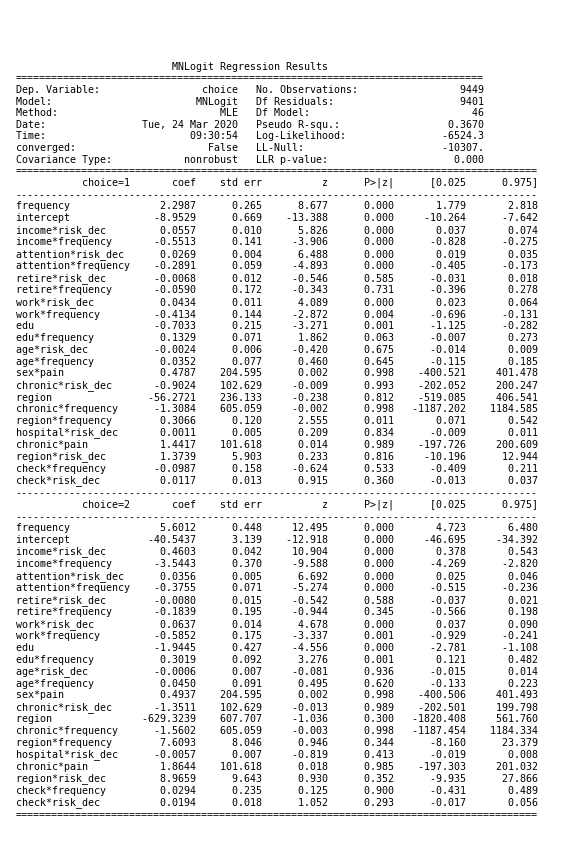 MNLogit Regression Results
==============================================================================
Dep. Variable: choice No. Observations: 9449
Model: MNLogit Df Residuals: 9401
Method: MLE Df Model: 46
Date: Tue, 24 Mar 2020 Pseudo R-squ.: 0.3670
Time: 09:30:54 Log-Likelihood: -6524.3
converged: False LL-Null: -10307.
Covariance Type: nonrobust LLR p-value: 0.000
=======================================================================================
choice=1 coef std err z P>|z| [0.025 0.975]
---------------------------------------------------------------------------------------
frequency 2.2987 0.265 8.677 0.000 1.779 2.818
intercept -8.9529 0.669 -13.388 0.000 -10.264 -7.642
income*risk_dec 0.0557 0.010 5.826 0.000 0.037 0.074
income*frequency -0.5513 0.141 -3.906 0.000 -0.828 -0.275
attention*risk_dec 0.0269 0.004 6.488 0.000 0.019 0.035
attention*frequency -0.2891 0.059 -4.893 0.000 -0.405 -0.173
retire*risk_dec -0.0068 0.012 -0.546 0.585 -0.031 0.018
retire*frequency -0.0590 0.172 -0.343 0.731 -0.396 0.278
work*risk_dec 0.0434 0.011 4.089 0.000 0.023 0.064
work*frequency -0.4134 0.144 -2.872 0.004 -0.696 -0.131
edu -0.7033 0.215 -3.271 0.001 -1.125 -0.282
edu*frequency 0.1329 0.071 1.862 0.063 -0.007 0.273
age*risk_dec -0.0024 0.006 -0.420 0.675 -0.014 0.009
age*frequency 0.0352 0.077 0.460 0.645 -0.115 0.185
sex*pain 0.4787 204.595 0.002 0.998 -400.521 401.478
chronic*risk_dec -0.9024 102.629 -0.009 0.993 -202.052 200.247
region -56.2721 236.133 -0.238 0.812 -519.085 406.541
chronic*frequency -1.3084 605.059 -0.002 0.998 -1187.202 1184.585
region*frequency 0.3066 0.120 2.555 0.011 0.071 0.542
hospital*risk_dec 0.0011 0.005 0.209 0.834 -0.009 0.011
chronic*pain 1.4417 101.618 0.014 0.989 -197.726 200.609
region*risk_dec 1.3739 5.903 0.233 0.816 -10.196 12.944
check*frequency -0.0987 0.158 -0.624 0.533 -0.409 0.211
check*risk_dec 0.0117 0.013 0.915 0.360 -0.013 0.037
---------------------------------------------------------------------------------------
choice=2 coef std err z P>|z| [0.025 0.975]
---------------------------------------------------------------------------------------
frequency 5.6012 0.448 12.495 0.000 4.723 6.480
intercept -40.5437 3.139 -12.918 0.000 -46.695 -34.392
income*risk_dec 0.4603 0.042 10.904 0.000 0.378 0.543
income*frequency -3.5443 0.370 -9.588 0.000 -4.269 -2.820
attention*risk_dec 0.0356 0.005 6.692 0.000 0.025 0.046
attention*frequency -0.3755 0.071 -5.274 0.000 -0.515 -0.236
retire*risk_dec -0.0080 0.015 -0.542 0.588 -0.037 0.021
retire*frequency -0.1839 0.195 -0.944 0.345 -0.566 0.198
work*risk_dec 0.0637 0.014 4.678 0.000 0.037 0.090
work*frequency -0.5852 0.175 -3.337 0.001 -0.929 -0.241
edu -1.9445 0.427 -4.556 0.000 -2.781 -1.108
edu*frequency 0.3019 0.092 3.276 0.001 0.121 0.482
age*risk_dec -0.0006 0.007 -0.081 0.936 -0.015 0.014
age*frequency 0.0450 0.091 0.495 0.620 -0.133 0.223
sex*pain 0.4937 204.595 0.002 0.998 -400.506 401.493
chronic*risk_dec -1.3511 102.629 -0.013 0.989 -202.501 199.798
region -629.3239 607.707 -1.036 0.300 -1820.408 561.760
chronic*frequency -1.5602 605.059 -0.003 0.998 -1187.454 1184.334
region*frequency 7.6093 8.046 0.946 0.344 -8.160 23.379
hospital*risk_dec -0.0057 0.007 -0.819 0.413 -0.019 0.008
chronic*pain 1.8644 101.618 0.018 0.985 -197.303 201.032
region*risk_dec 8.9659 9.643 0.930 0.352 -9.935 27.866
check*frequency 0.0294 0.235 0.125 0.900 -0.431 0.489
check*risk_dec 0.0194 0.018 1.052 0.293 -0.017 0.056
=======================================================================================